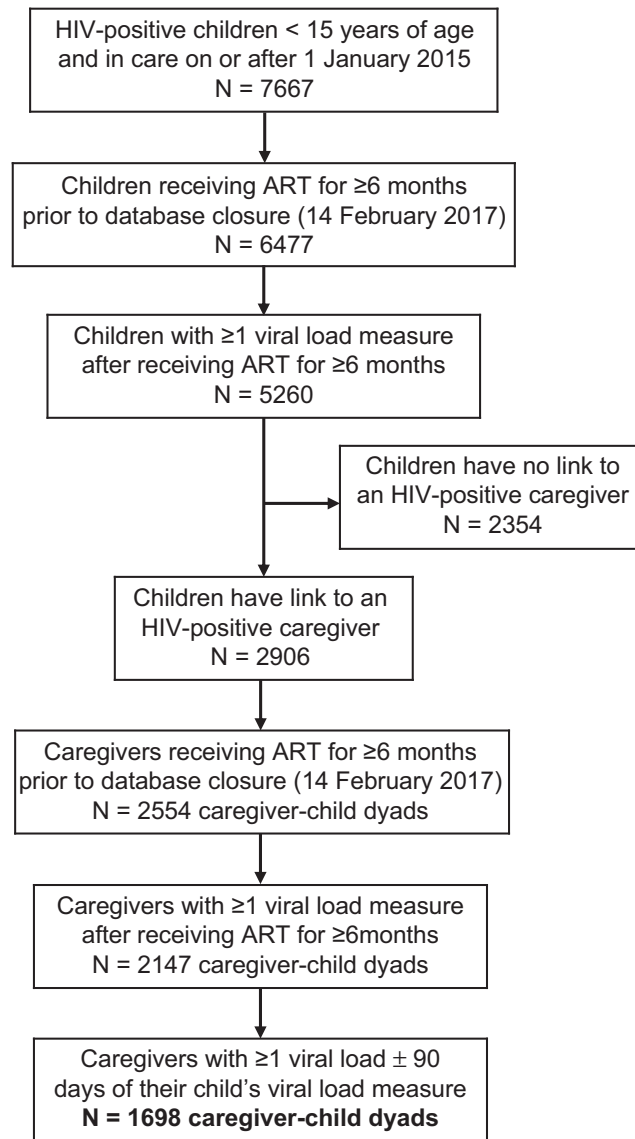 HIV-positive children < 15 years of age
and in care on or after 1 January 2015
N = 7667
Children receiving ART for ≥6 months
prior to database closure (14 February 2017)
N = 6477
Children with ≥1 viral load measure
after receiving ART for ≥6 months
N = 5260
Children have no link to
an HIV-positive caregiver
N = 2354
Children have link to an
HIV-positive caregiver
N = 2906
Caregivers receiving ART for ≥6 months
prior to database closure (14 February 2017)
N = 2554 caregiver-child dyads
Caregivers with ≥1 viral load measure
after receiving ART for ≥6months
N = 2147 caregiver-child dyads
Caregivers with ≥1 viral load ± 90
days of their child’s viral load measure
N = 1698 caregiver-child dyads